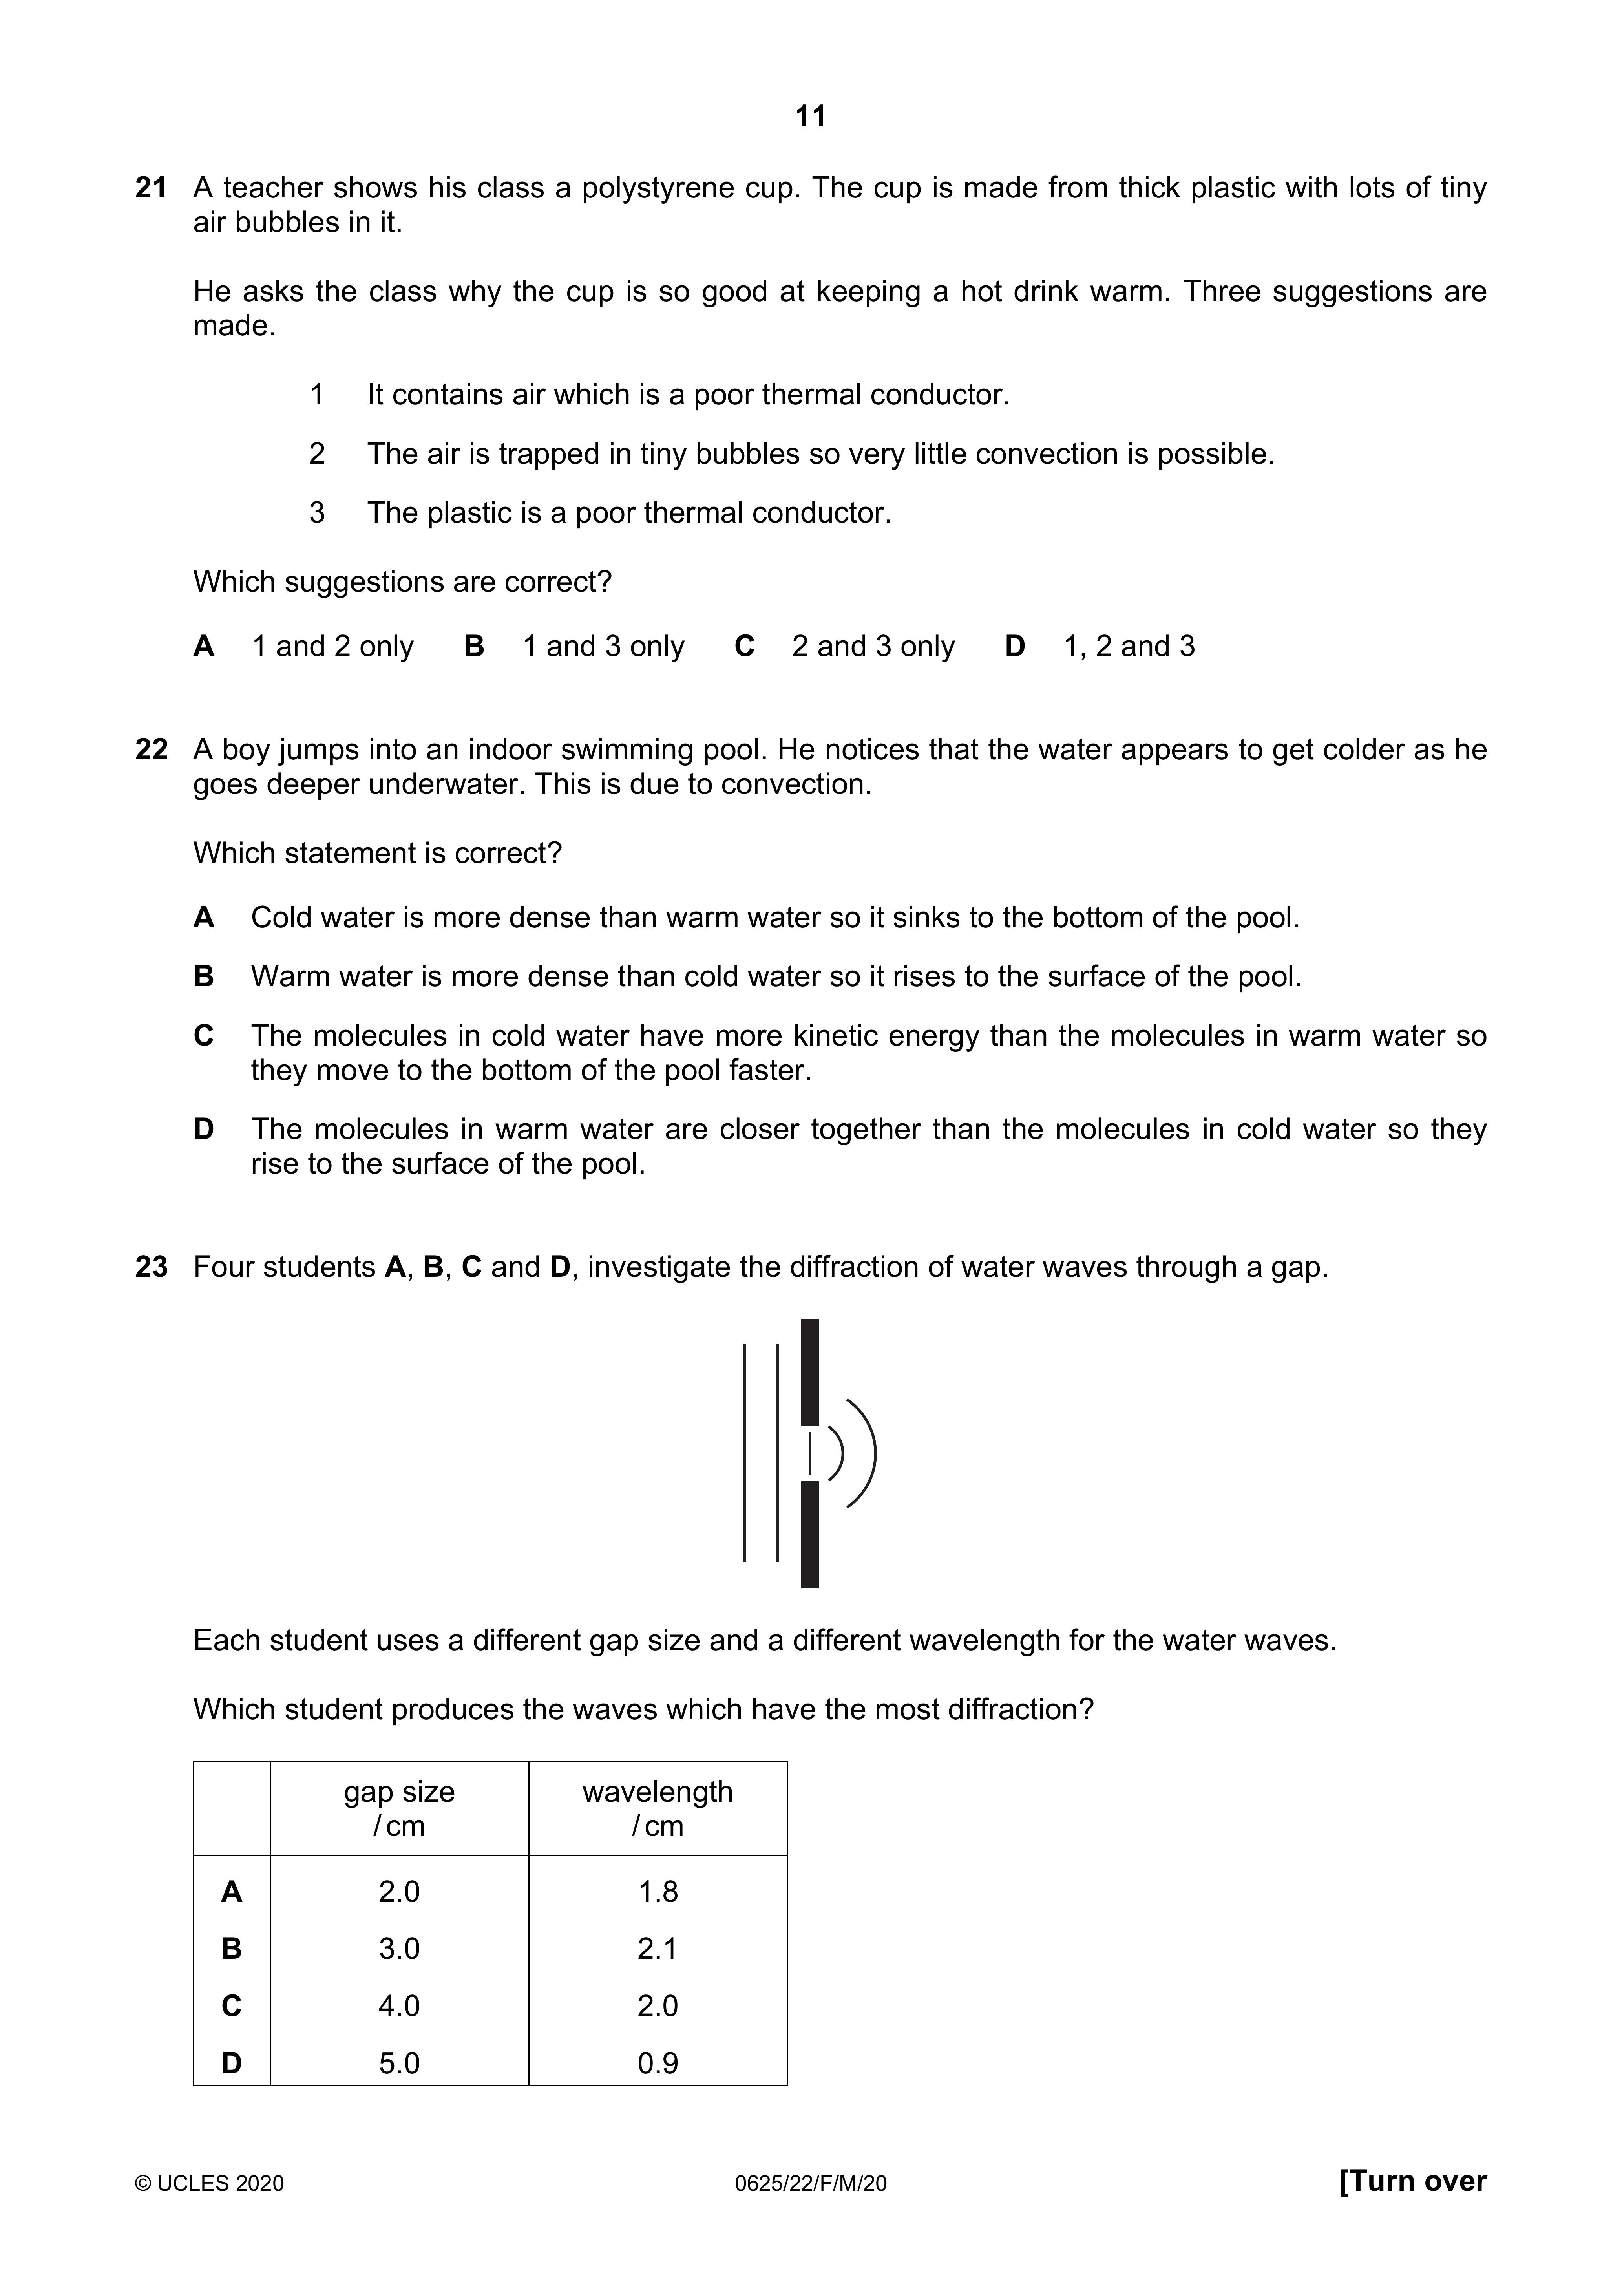 11
21 A teacher shows his class a polystyrene cup. The cup is made from thick plastic with lots of tiny
air bubbles in it.
He asks the class why the cup is so good at keeping a hot drink warm. Three suggestions are
made.
1 It contains air which is a poor thermal conductor.
2 The air is trapped in tiny bubbles so very little convection is possible.
3 The plastic is a poor thermal conductor.
Which suggestions are correct?
A 1 and 2 only B 1 and 3 only C 2 and 3 only D 1, 2 and 3
22 A boy jumps into an indoor swimming pool. He notices that the water appears to get colder as he
goes deeper underwater. This is due to convection.
Which statement is correct?
A Cold water is more dense than warm water so it sinks to the bottom of the pool.
B Warm water is more dense than cold water so it rises to the surface of the pool.
C The molecules in cold water have more kinetic energy than the molecules in warm water so
they move to the bottom of the pool faster.
D The molecules in warm water are closer together than the molecules in cold water so they
rise to the surface of the pool.
23 Four students A, B, C and D, investigate the diffraction of water waves through a gap.
Each student uses a different gap size and a different wavelength for the water waves.
Which student produces the waves which have the most diffraction?
gap size wavelength
/ cm / cm
A 2.0 1.8
B 3.0 2.1
C 4.0 2.0
D 5.0 0.9
© UCLES 2020 0625/22/F/M/20 [Turn over